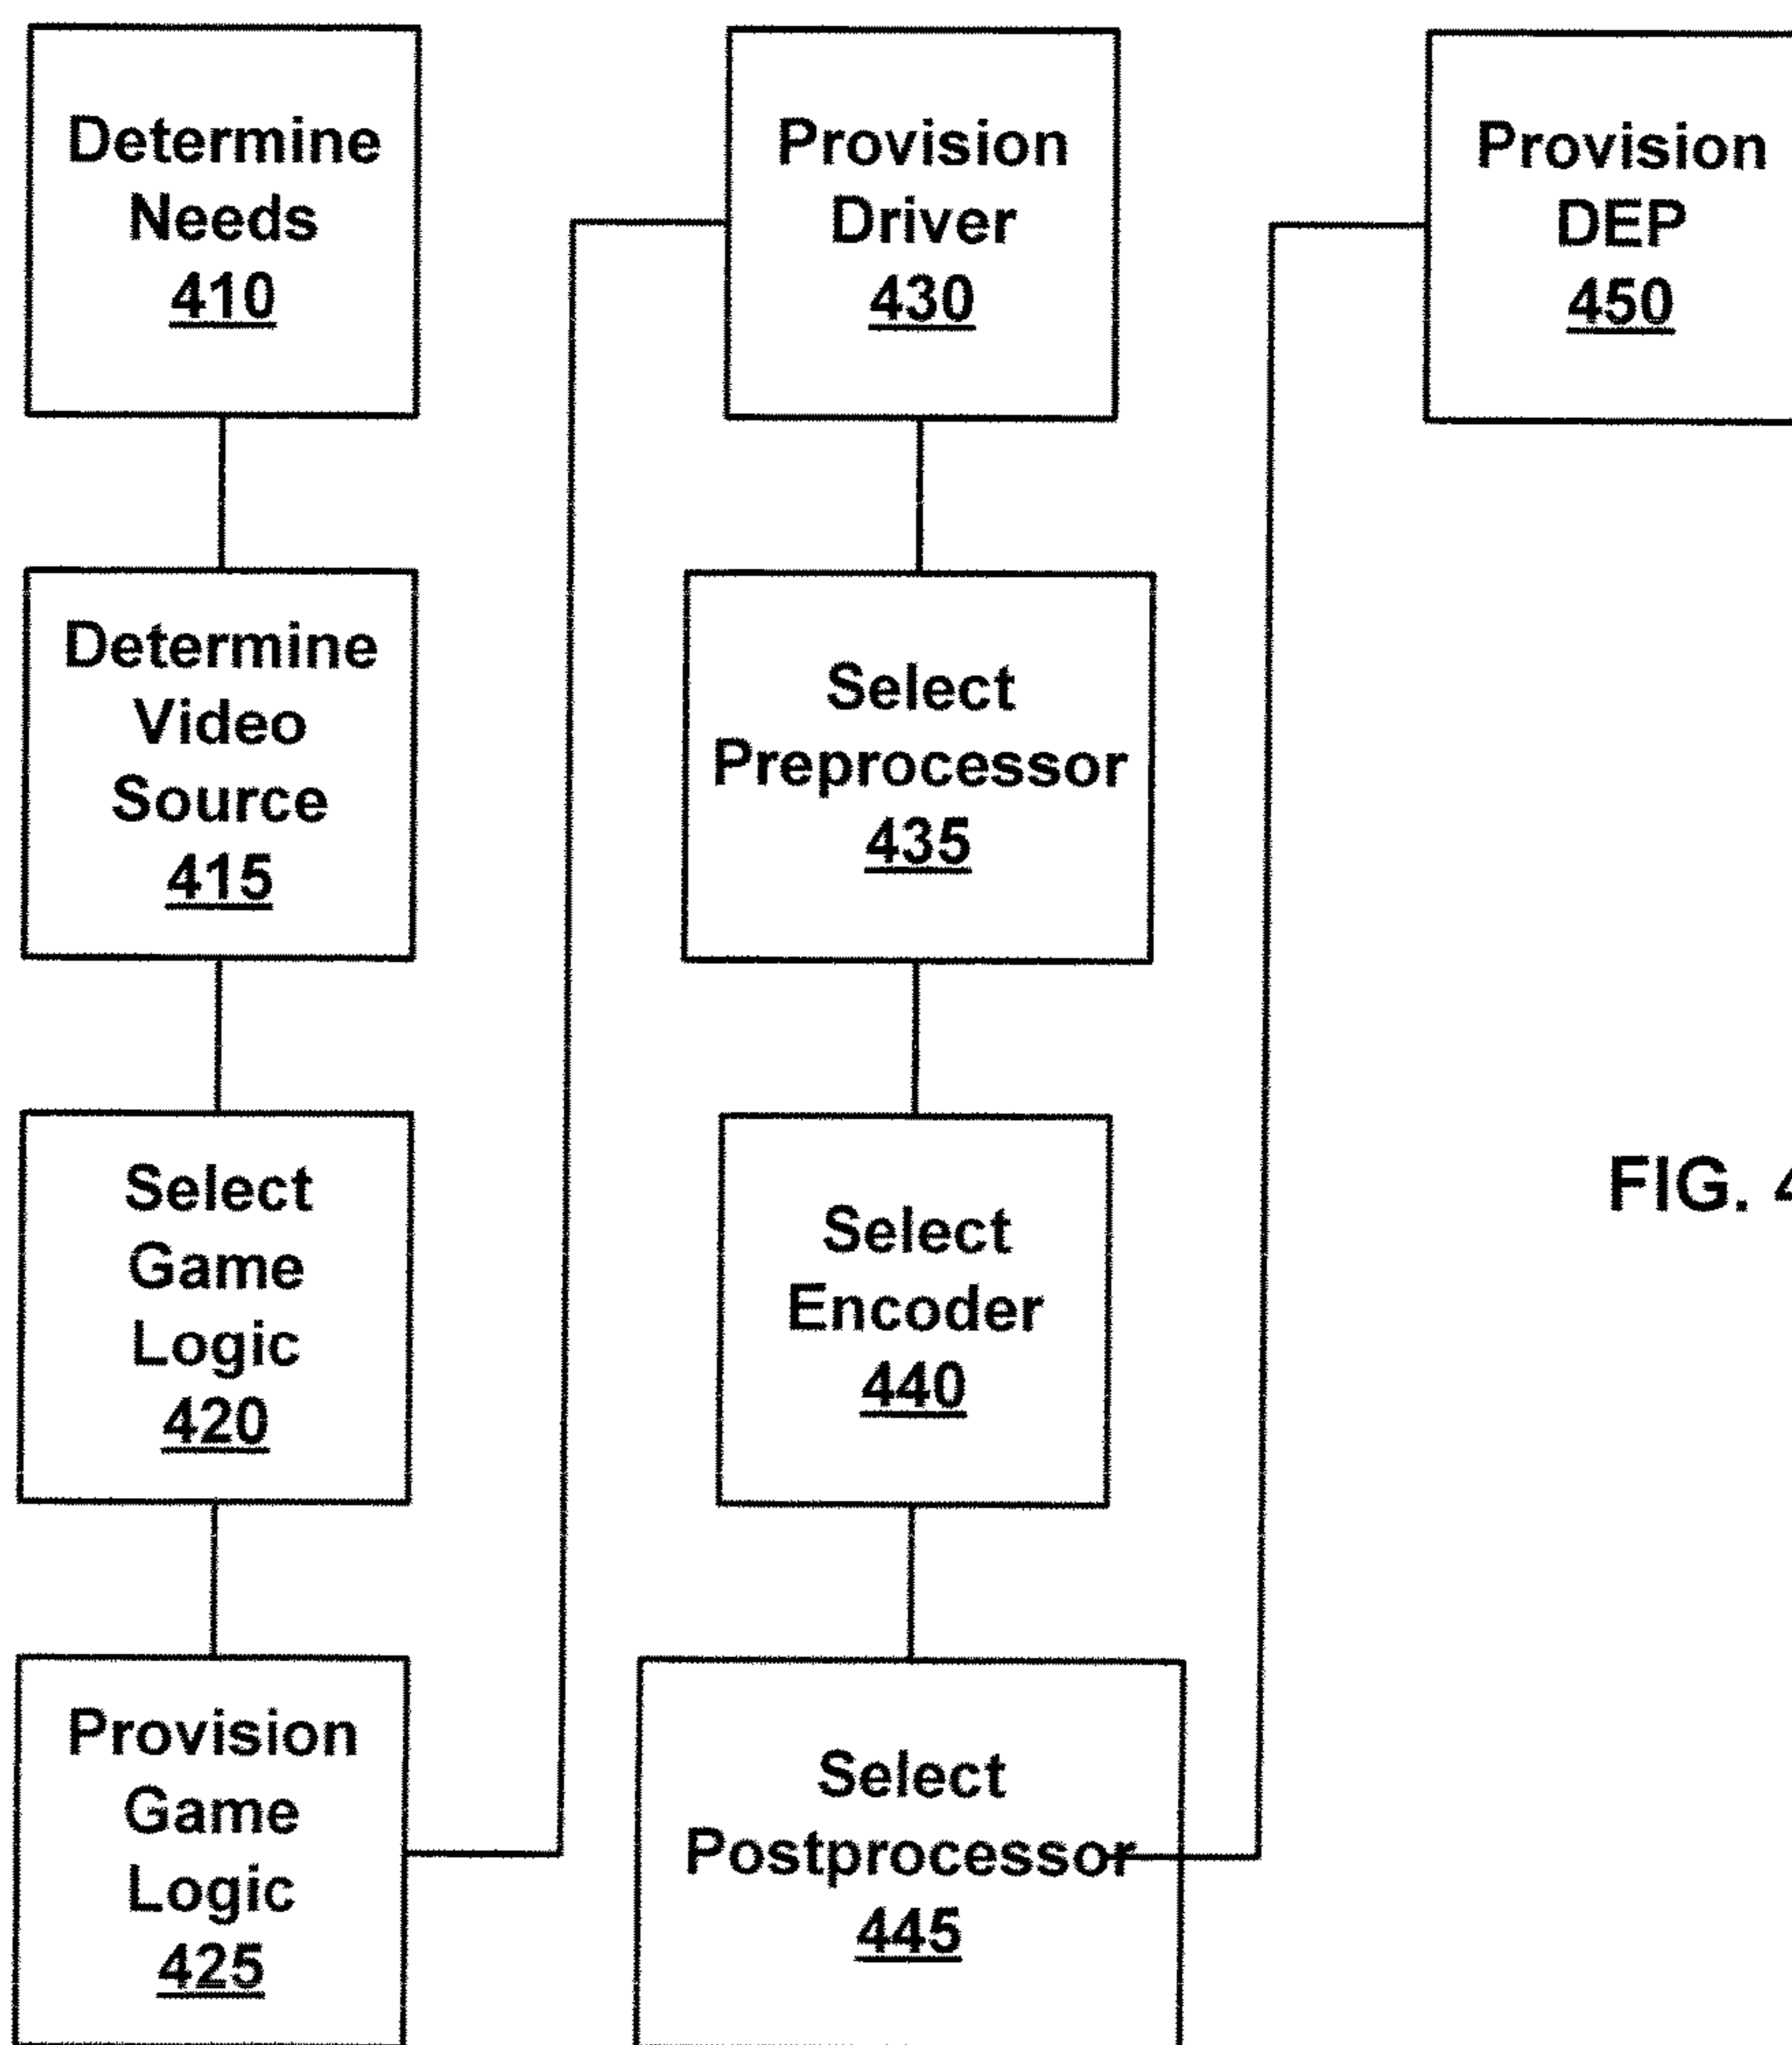 Determine
Needs
410
Determine
Video
Source
415
Select
Game
Logic
420
Provision
Game
Logic
425
Provision
Driver
430
Select
Preprocessor
435
Select
Encoder
440
Select
Postprocessor
445
Provision
DEP
450
FIG. 4